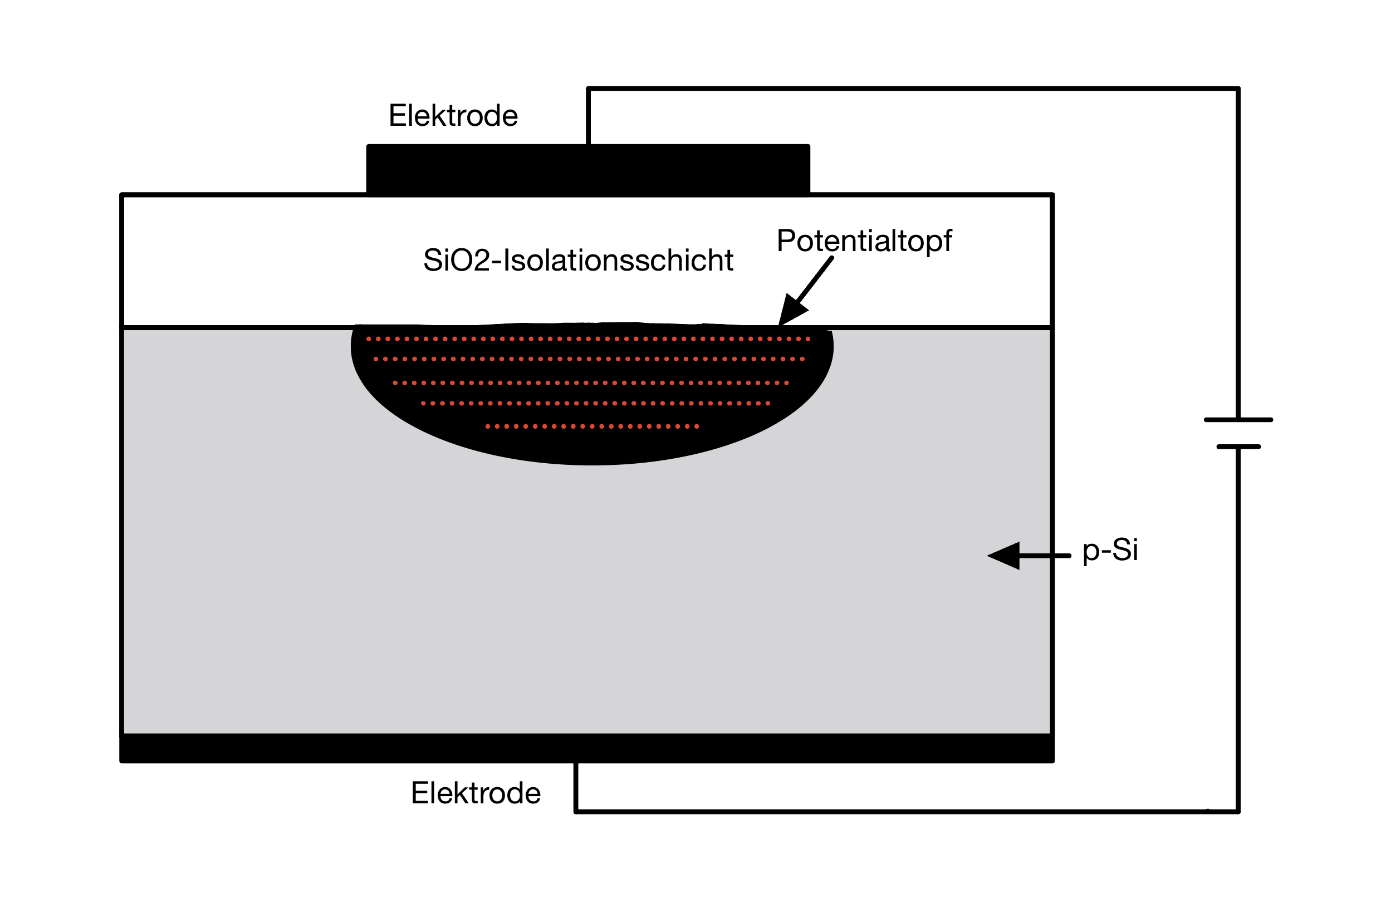 Elektrode
Potentialtopf
SiO2-Isolationsschicht
p-Si
Elektrode